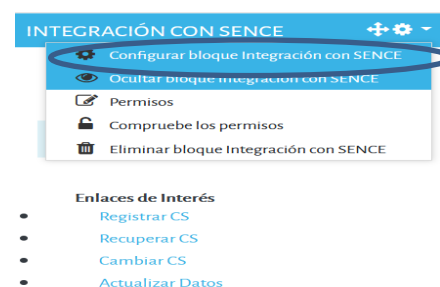 INTEGRACIÓN CON SENCE
Configurar bloque Integración con SENCE
Ocultar bloque Integración con SENCE
Permisos
Compruebe los permisos
Eliminar bloque Integración con SENCE
Enlaces de Interés
Registrar CS
Recuperar CS
Cambiar CS
Actualizar Datos